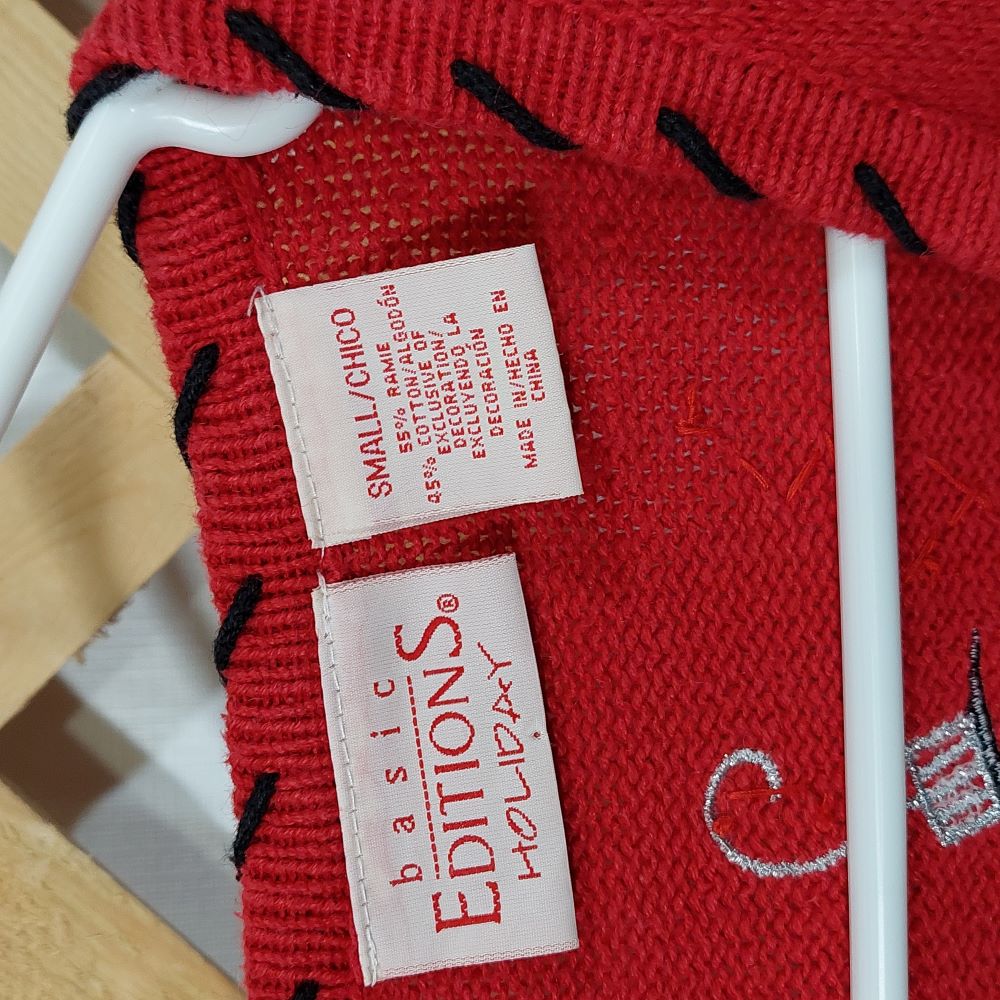 SMALL/CHICO
55% RAMIE
45% COTTON/ALGODÓN
EXCLUSIVE OF
DECORATION/
EXCLUYENDO LA
DECORACIÓN
MADE IN/HECHO EN
CHINA
basic
EDITIONS®
HOLIDAY